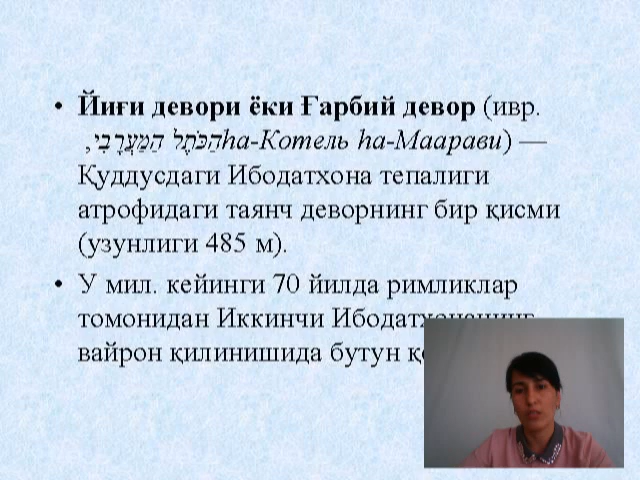 • Йиғи девори ёки Ғарбий девор (ивр.
הַכֹּתֶל הַמַּעֲרָבִי, ha-Котель ha-Маарави) —
Қуддусдаги Ибодатхона тепалиги
атрофидаги таянч деворнинг бир қисми
(узунлиги 485 м).
• У мил. кейинги 70 йилда римликлар
томонидан Иккинчи Ибодатхонанинг
вайрон қилинишида бутун